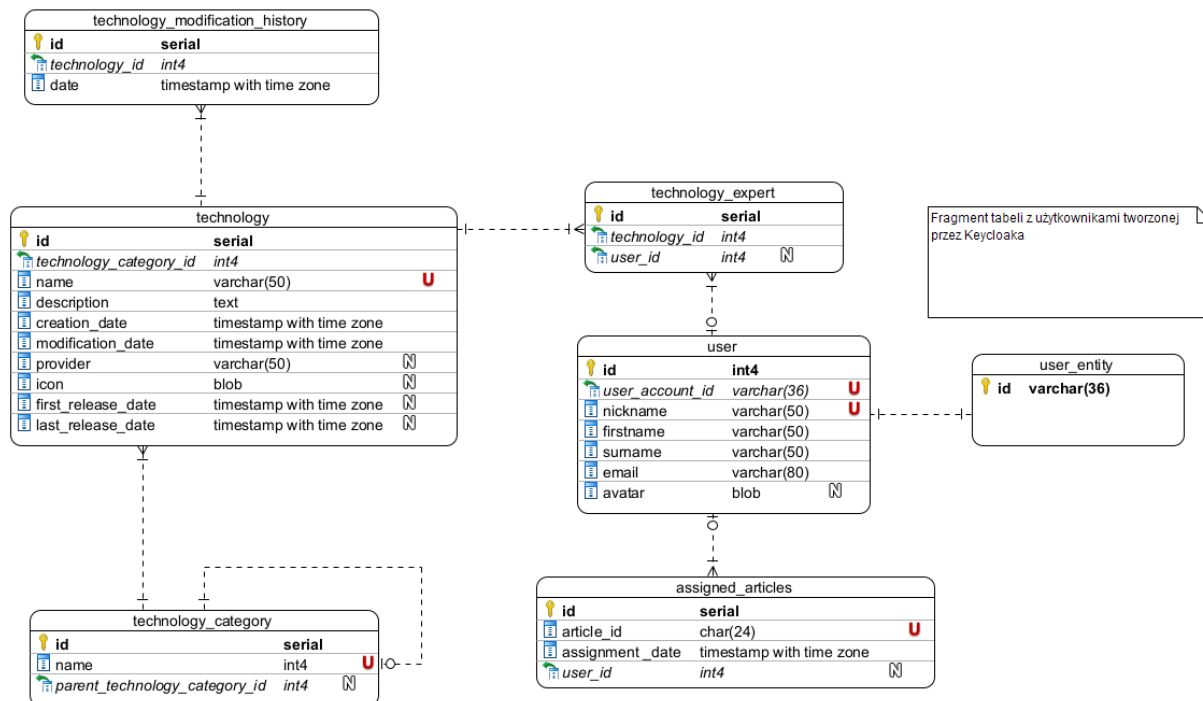 technology_modification_history
id serial
technology_id int4
date timestamp with time zone
technology
id serial
technology_category_id int4
name varchar(50) U
description text
creation_date timestamp with time zone
modification_date timestamp with time zone
provider varchar(50) N
icon blob N
first_release_date timestamp with time zone N
last_release_date timestamp with time zone N
technology_expert
id serial
technology_id int4
user_id int4 N
Fragment tabeli z użytkownikami tworzonej
przez Keycloaka
user
id int4
user_account_id varchar(36) U
nickname varchar(50) U
firstname varchar(50)
surname varchar(50)
email varchar(80)
avatar blob N
user_entity
id varchar(36)
technology_category
id serial
name int4 U
parent_technology_category_id int4 N
assigned_articles
id serial
article_id char(24) U
assignment_date timestamp with time zone
user_id int4 N